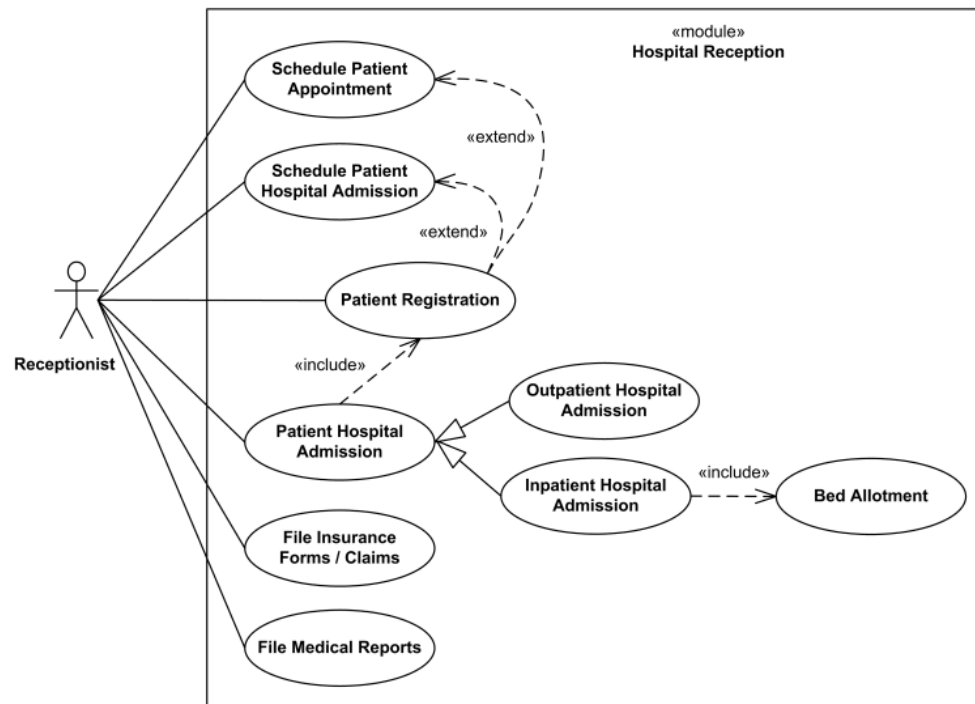 «module»
Hospital Reception
Schedule Patient
Appointment
«extend»
Schedule Patient
Hospital Admission
«extend»
Patient Registration
Receptionist
«include»
Outpatient Hospital
Admission
Patient Hospital
Admission
«include»
Inpatient Hospital
Admission
Bed Allotment
File Insurance
Forms / Claims
File Medical Reports